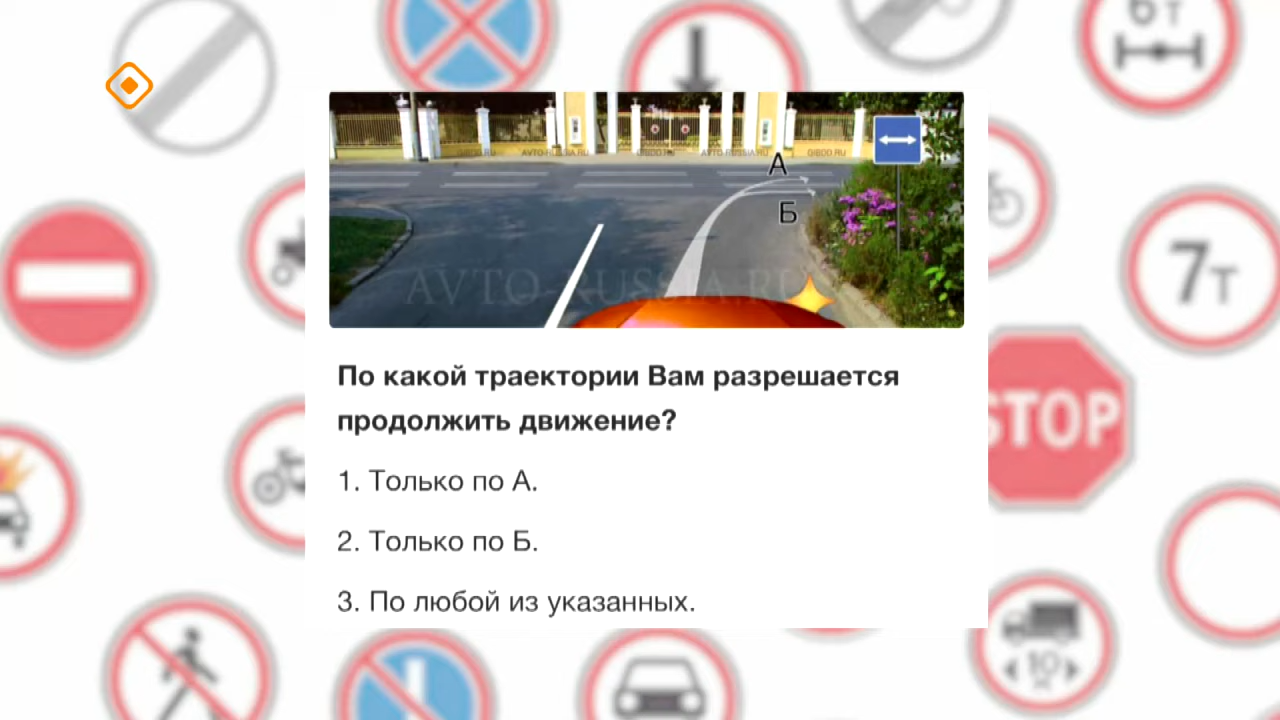 6т
А
Б
AVTO-RUSSIA.RU
7т
По какой траектории Вам разрешается
продолжить движение?
STOP
1. Только по А.
2. Только по Б.
3. По любой из указанных.
10